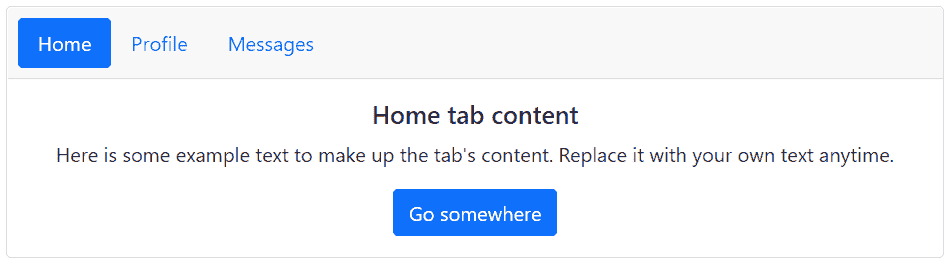 Home Profile Messages
Home tab content
Here is some example text to make up the tab's content. Replace it with your own text anytime.
Go somewhere